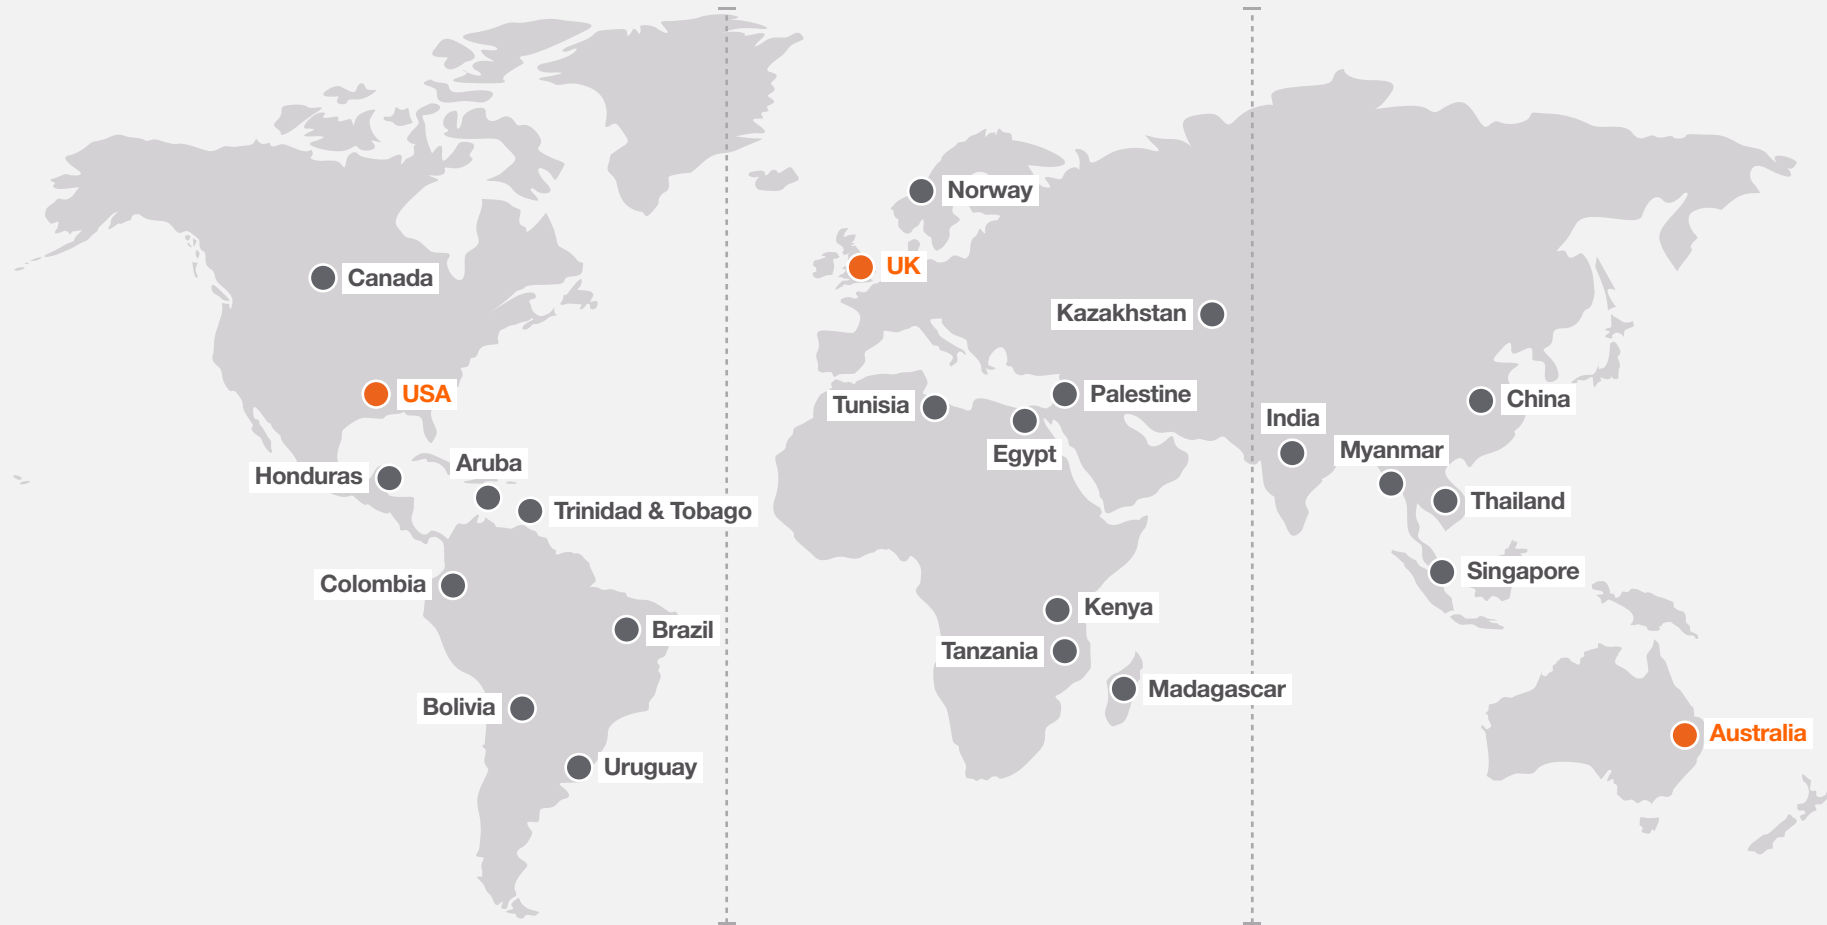 Canada
USA
Honduras
Aruba
Trinidad & Tobago
Colombia
Brazil
Bolivia
Uruguay
Norway
UK
Kazakhstan
Tunisia
Palestine
Egypt
Kenya
Tanzania
Madagascar
India
China
Myanmar
Thailand
Singapore
Australia